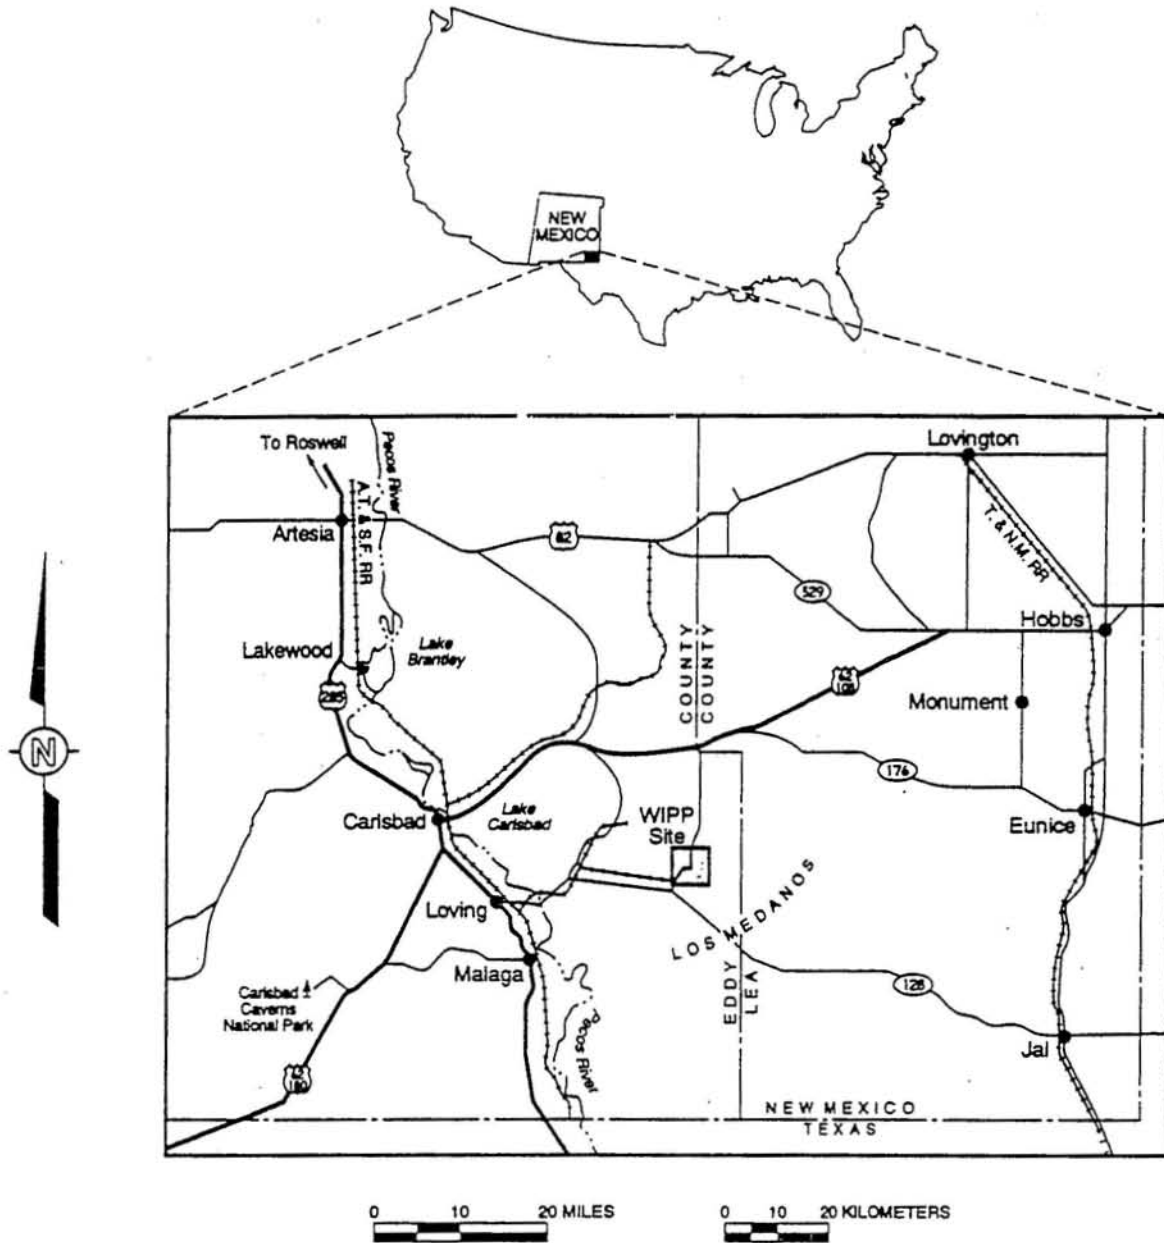 NEW
MEXICO
To Roswell
Pecos River
A.T. & S.F. RR
Lovington
Artesia
82
T. & N.M. RR
529
Hobbs
Lakewood
Lake
Brantley
285
COUNTY
COUNTY
62
180
Monument
176
Carlsbad
Lake
Carlsbad
WIPP
Site
Eunice
Loving
LOS MEDANOS
Malaga
EDDY
LEA
128
Carlsbad
Caverns
National Park
Pecos River
Jal
62
180
NEW MEXICO
TEXAS
N
0 10 20 MILES
0 10 20 KILOMETERS